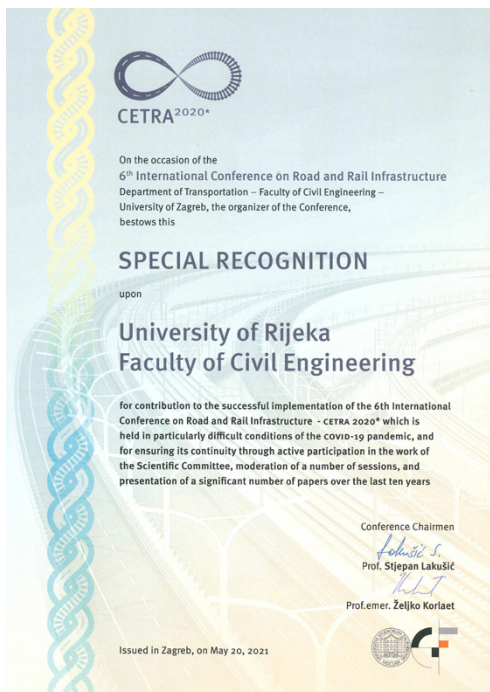 CETRA2020*
On the occasion of the
6th International Conference on Road and Rail Infrastructure
Department of Transportation – Faculty of Civil Engineering –
University of Zagreb, the organizer of the Conference,
bestows this
SPECIAL RECOGNITION
upon
University of Rijeka
Faculty of Civil Engineering
for contribution to the successful implementation of the 6th International
Conference on Road and Rail Infrastructure - CETRA 2020* which is
held in particularly difficult conditions of the COVID-19 pandemic, and
for ensuring its continuity through active participation in the work of
the Scientific Committee, moderation of a number of sessions, and
presentation of a significant number of papers over the last ten years
Conference Chairmen
Lakušić S.
Prof. Stjepan Lakušić
Prof.emer. Željko Korlaet
Issued in Zagreb, on May 20, 2021